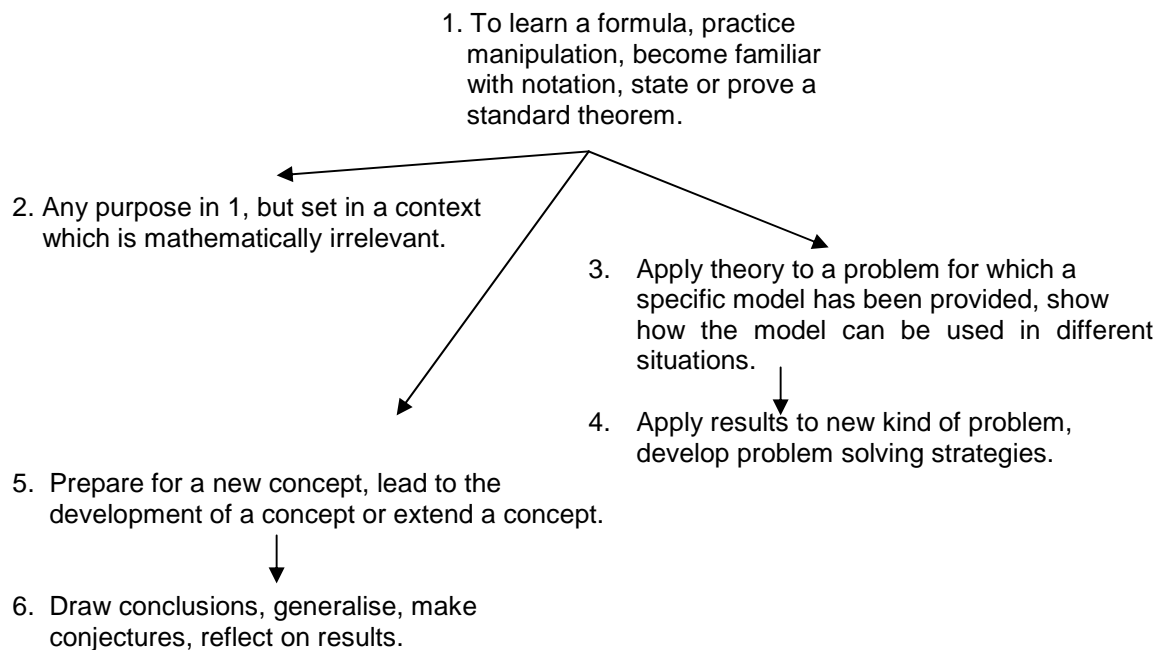 1. To learn a formula, practice
manipulation, become familiar
with notation, state or prove a
standard theorem.
2. Any purpose in 1, but set in a context
which is mathematically irrelevant.
3. Apply theory to a problem for which a
specific model has been provided, show
how the model can be used in different
situations.
4. Apply results to new kind of problem,
develop problem solving strategies.
5. Prepare for a new concept, lead to the
development of a concept or extend a concept.
6. Draw conclusions, generalise, make
conjectures, reflect on results.